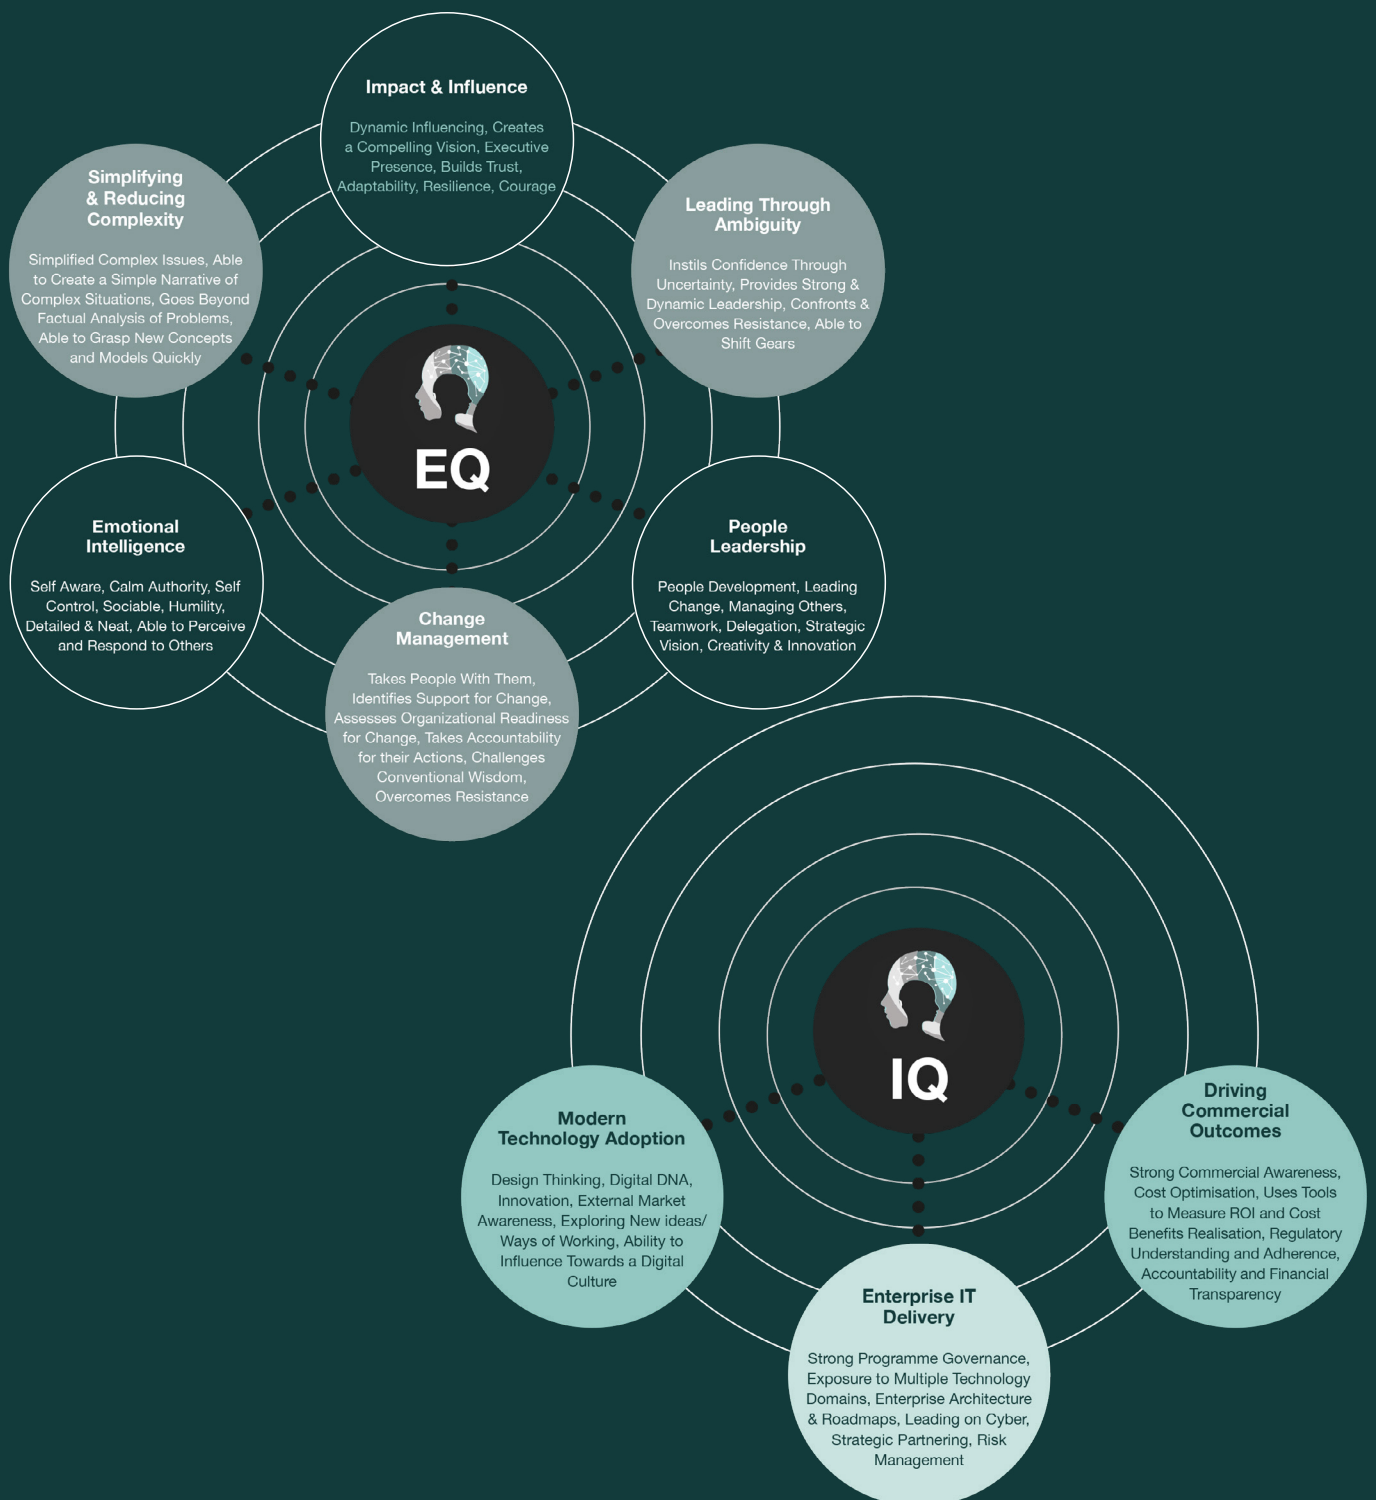 Impact & Influence
Dynamic Influencing, Creates
a Compelling Vision, Executive
Presence, Builds Trust,
Adaptability, Resilience, Courage
Simplifying
& Reducing
Complexity
Simplified Complex Issues, Able
to Create a Simple Narrative of
Complex Situations, Goes Beyond
Factual Analysis of Problems,
Able to Grasp New Concepts
and Models Quickly
Leading Through
Ambiguity
Instils Confidence Through
Uncertainty, Provides Strong &
Dynamic Leadership, Confronts &
Overcomes Resistance, Able to
Shift Gears
EQ
Emotional
Intelligence
Self Aware, Calm Authority, Self
Control, Sociable, Humility,
Detailed & Neat, Able to Perceive
and Respond to Others
People
Leadership
People Development, Leading
Change, Managing Others,
Teamwork, Delegation, Strategic
Vision, Creativity & Innovation
Change
Management
Takes People With Them,
Identifies Support for Change,
Assesses Organizational Readiness
for Change, Takes Accountability
for their Actions, Challenges
Conventional Wisdom,
Overcomes Resistance
IQ
Modern
Technology Adoption
Design Thinking, Digital DNA,
Innovation, External Market
Awareness, Exploring New ideas/
Ways of Working, Ability to
Influence Towards a Digital
Culture
Driving
Commercial
Outcomes
Strong Commercial Awareness,
Cost Optimisation, Uses Tools
to Measure ROI and Cost
Benefits Realisation, Regulatory
Understanding and Adherence,
Accountability and Financial
Transparency
Enterprise IT
Delivery
Strong Programme Governance,
Exposure to Multiple Technology
Domains, Enterprise Architecture
& Roadmaps, Leading on Cyber,
Strategic Partnering, Risk
Management